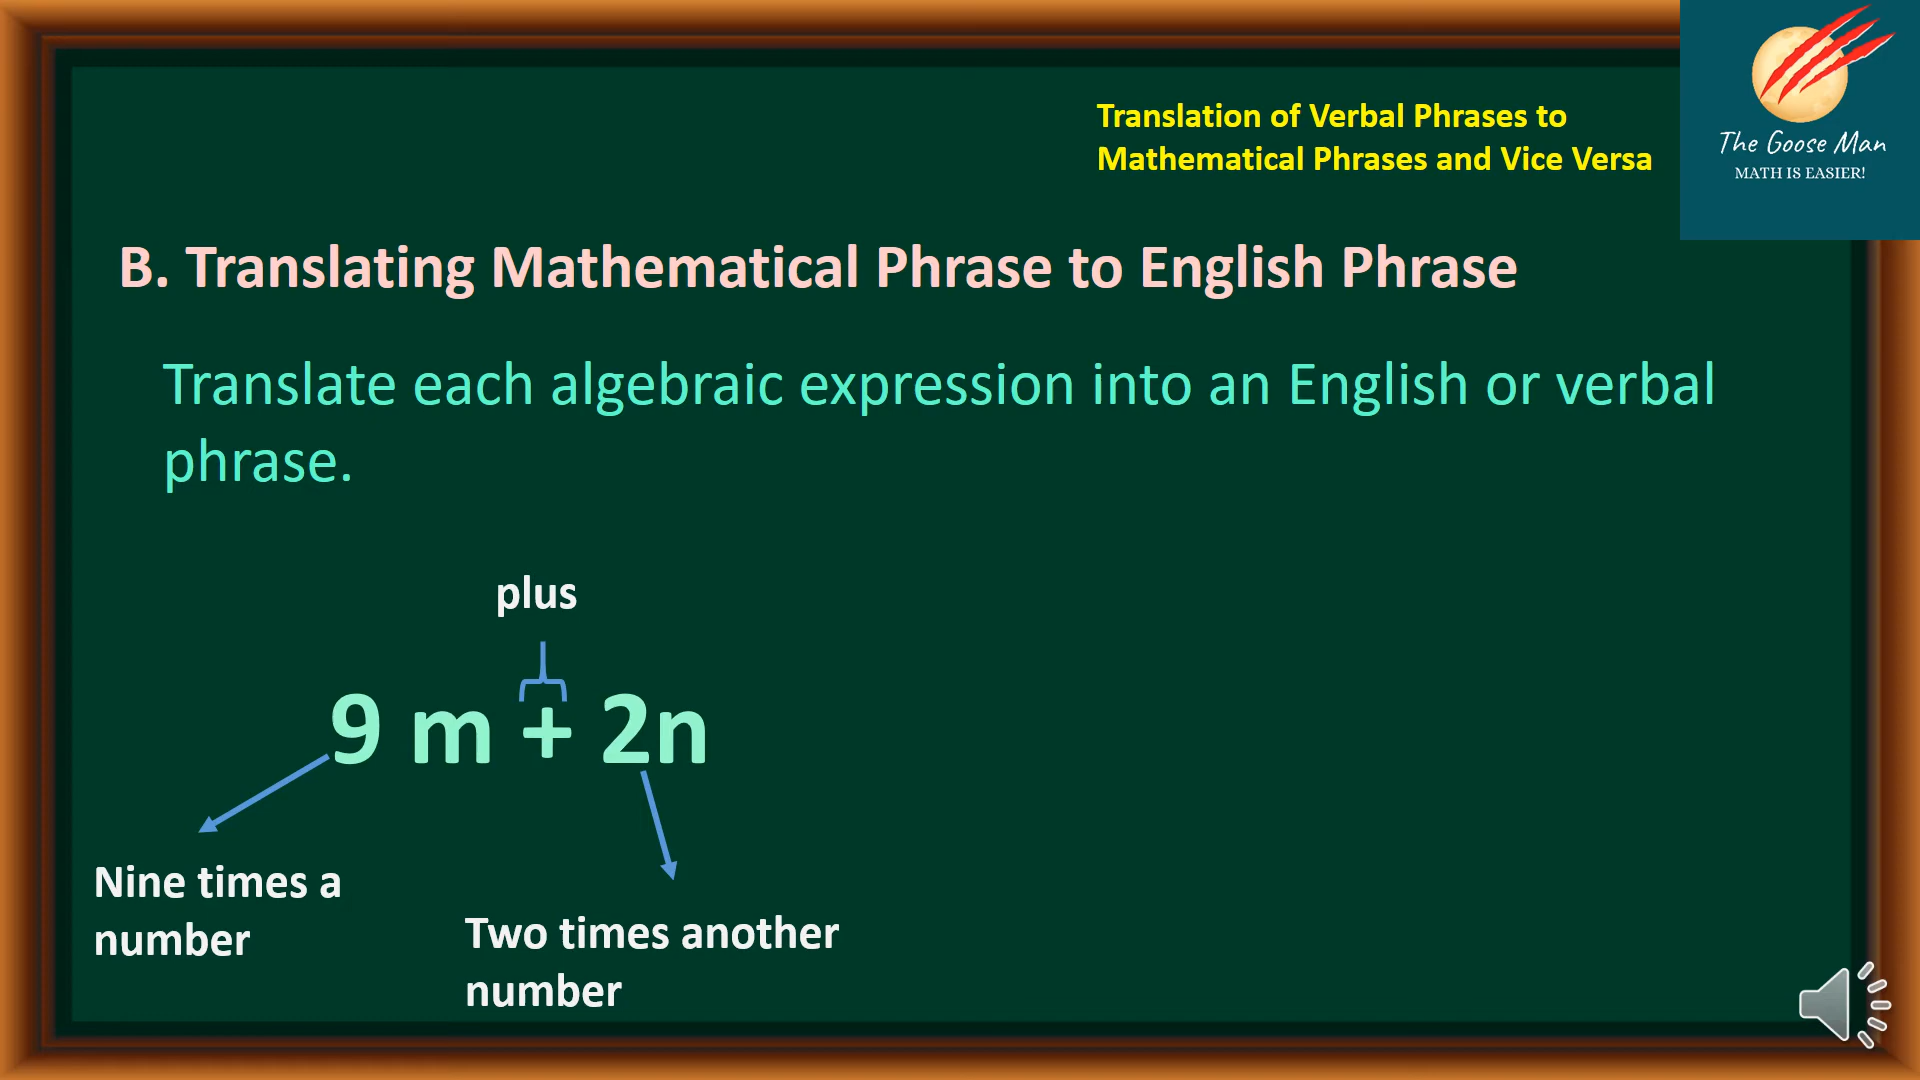 Translation of Verbal Phrases to
Mathematical Phrases and Vice Versa
The Goose Man
MATH IS EASIER!
B. Translating Mathematical Phrase to English Phrase
Translate each algebraic expression into an English or verbal
phrase.
plus
9 m + 2n
Nine times a
number
Two times another
number